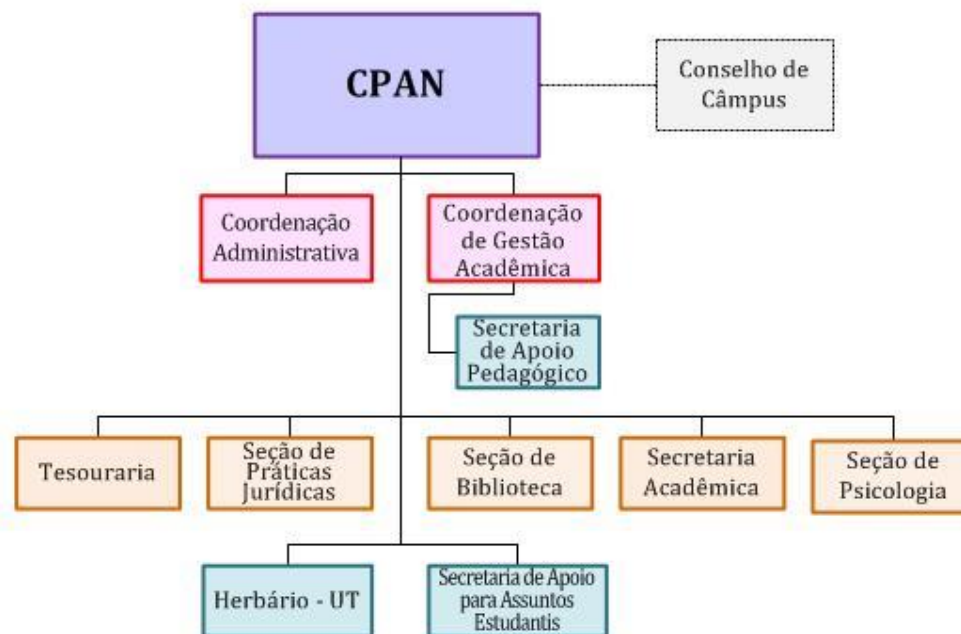 CPAN
Conselho de
Câmpus
Coordenação
Administrativa
Coordenação
de Gestão
Acadêmica
Secretaria
de Apoio
Pedagógico
Tesouraria
Seção de
Práticas
Jurídicas
Seção de
Biblioteca
Secretaria
Acadêmica
Seção de
Psicologia
Herbário - UT
Secretaria de Apoio
para Assuntos
Estudantis